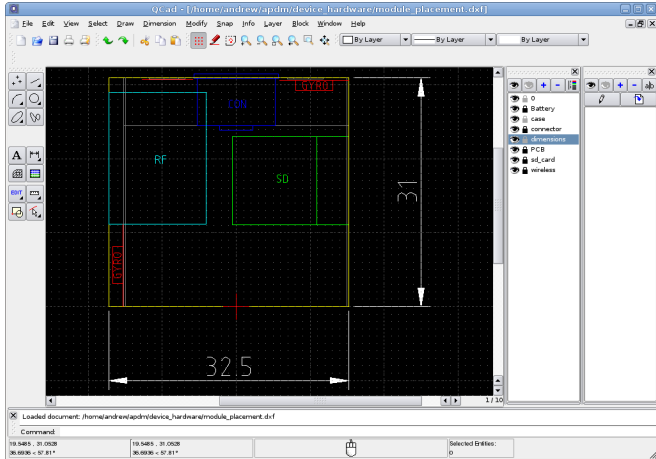 QCad - [/home/andrew/apdm/device_hardware/module_placement.dxf]
File Edit View Select Draw Dimension Modify Snap Info Layer Block Window Help
By Layer By Layer By Layer
GYRO
CON
RF
SD
GYRO
31
32.5
0
Battery
case
connector
dimensions
PCB
sd_card
wireless
A
EDIT
ab
1 / 10
Loaded document: /home/andrew/apdm/device_hardware/module_placement.dxf
Command:
19.5485 , 31.0528 19.5485 , 31.0528 Selected Entities:
36.6936 < 57.81° 36.6936 < 57.81° 0